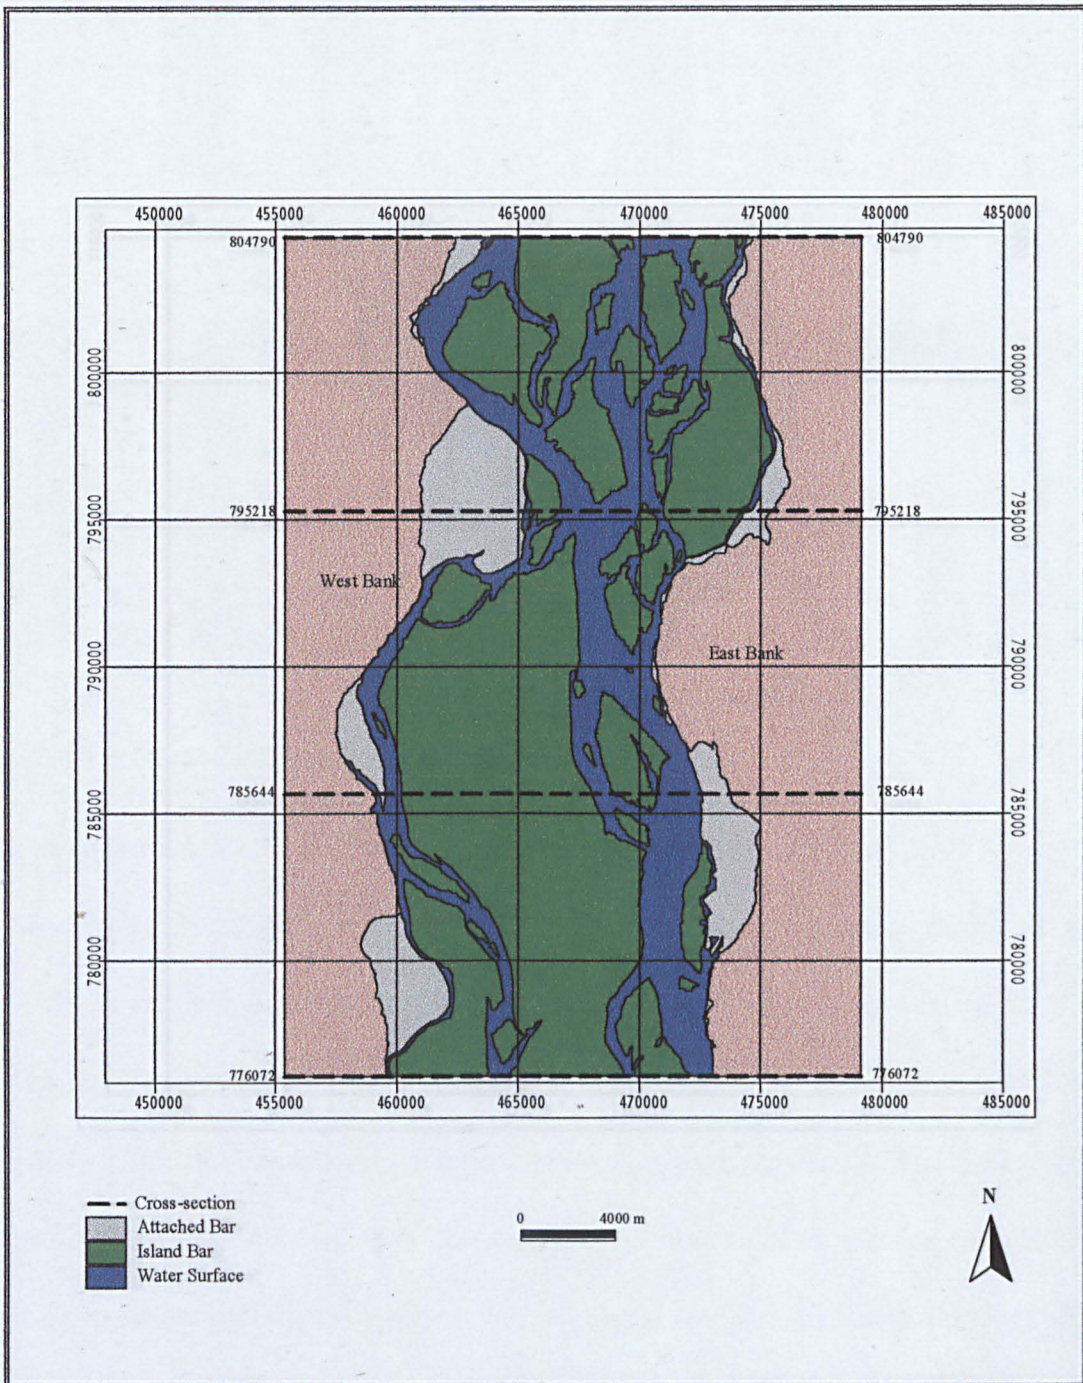 450000 455000 460000 465000 470000 475000 480000 485000
804790 804790
800000 800000
795218 795218
795000 795000
West Bank
East Bank
790000 790000
785644 785644
785000 785000
780000 780000
776072 776072
450000 455000 460000 465000 470000 475000 480000 485000
Cross-section
Attached Bar
Island Bar
Water Surface
0 4000 m
N